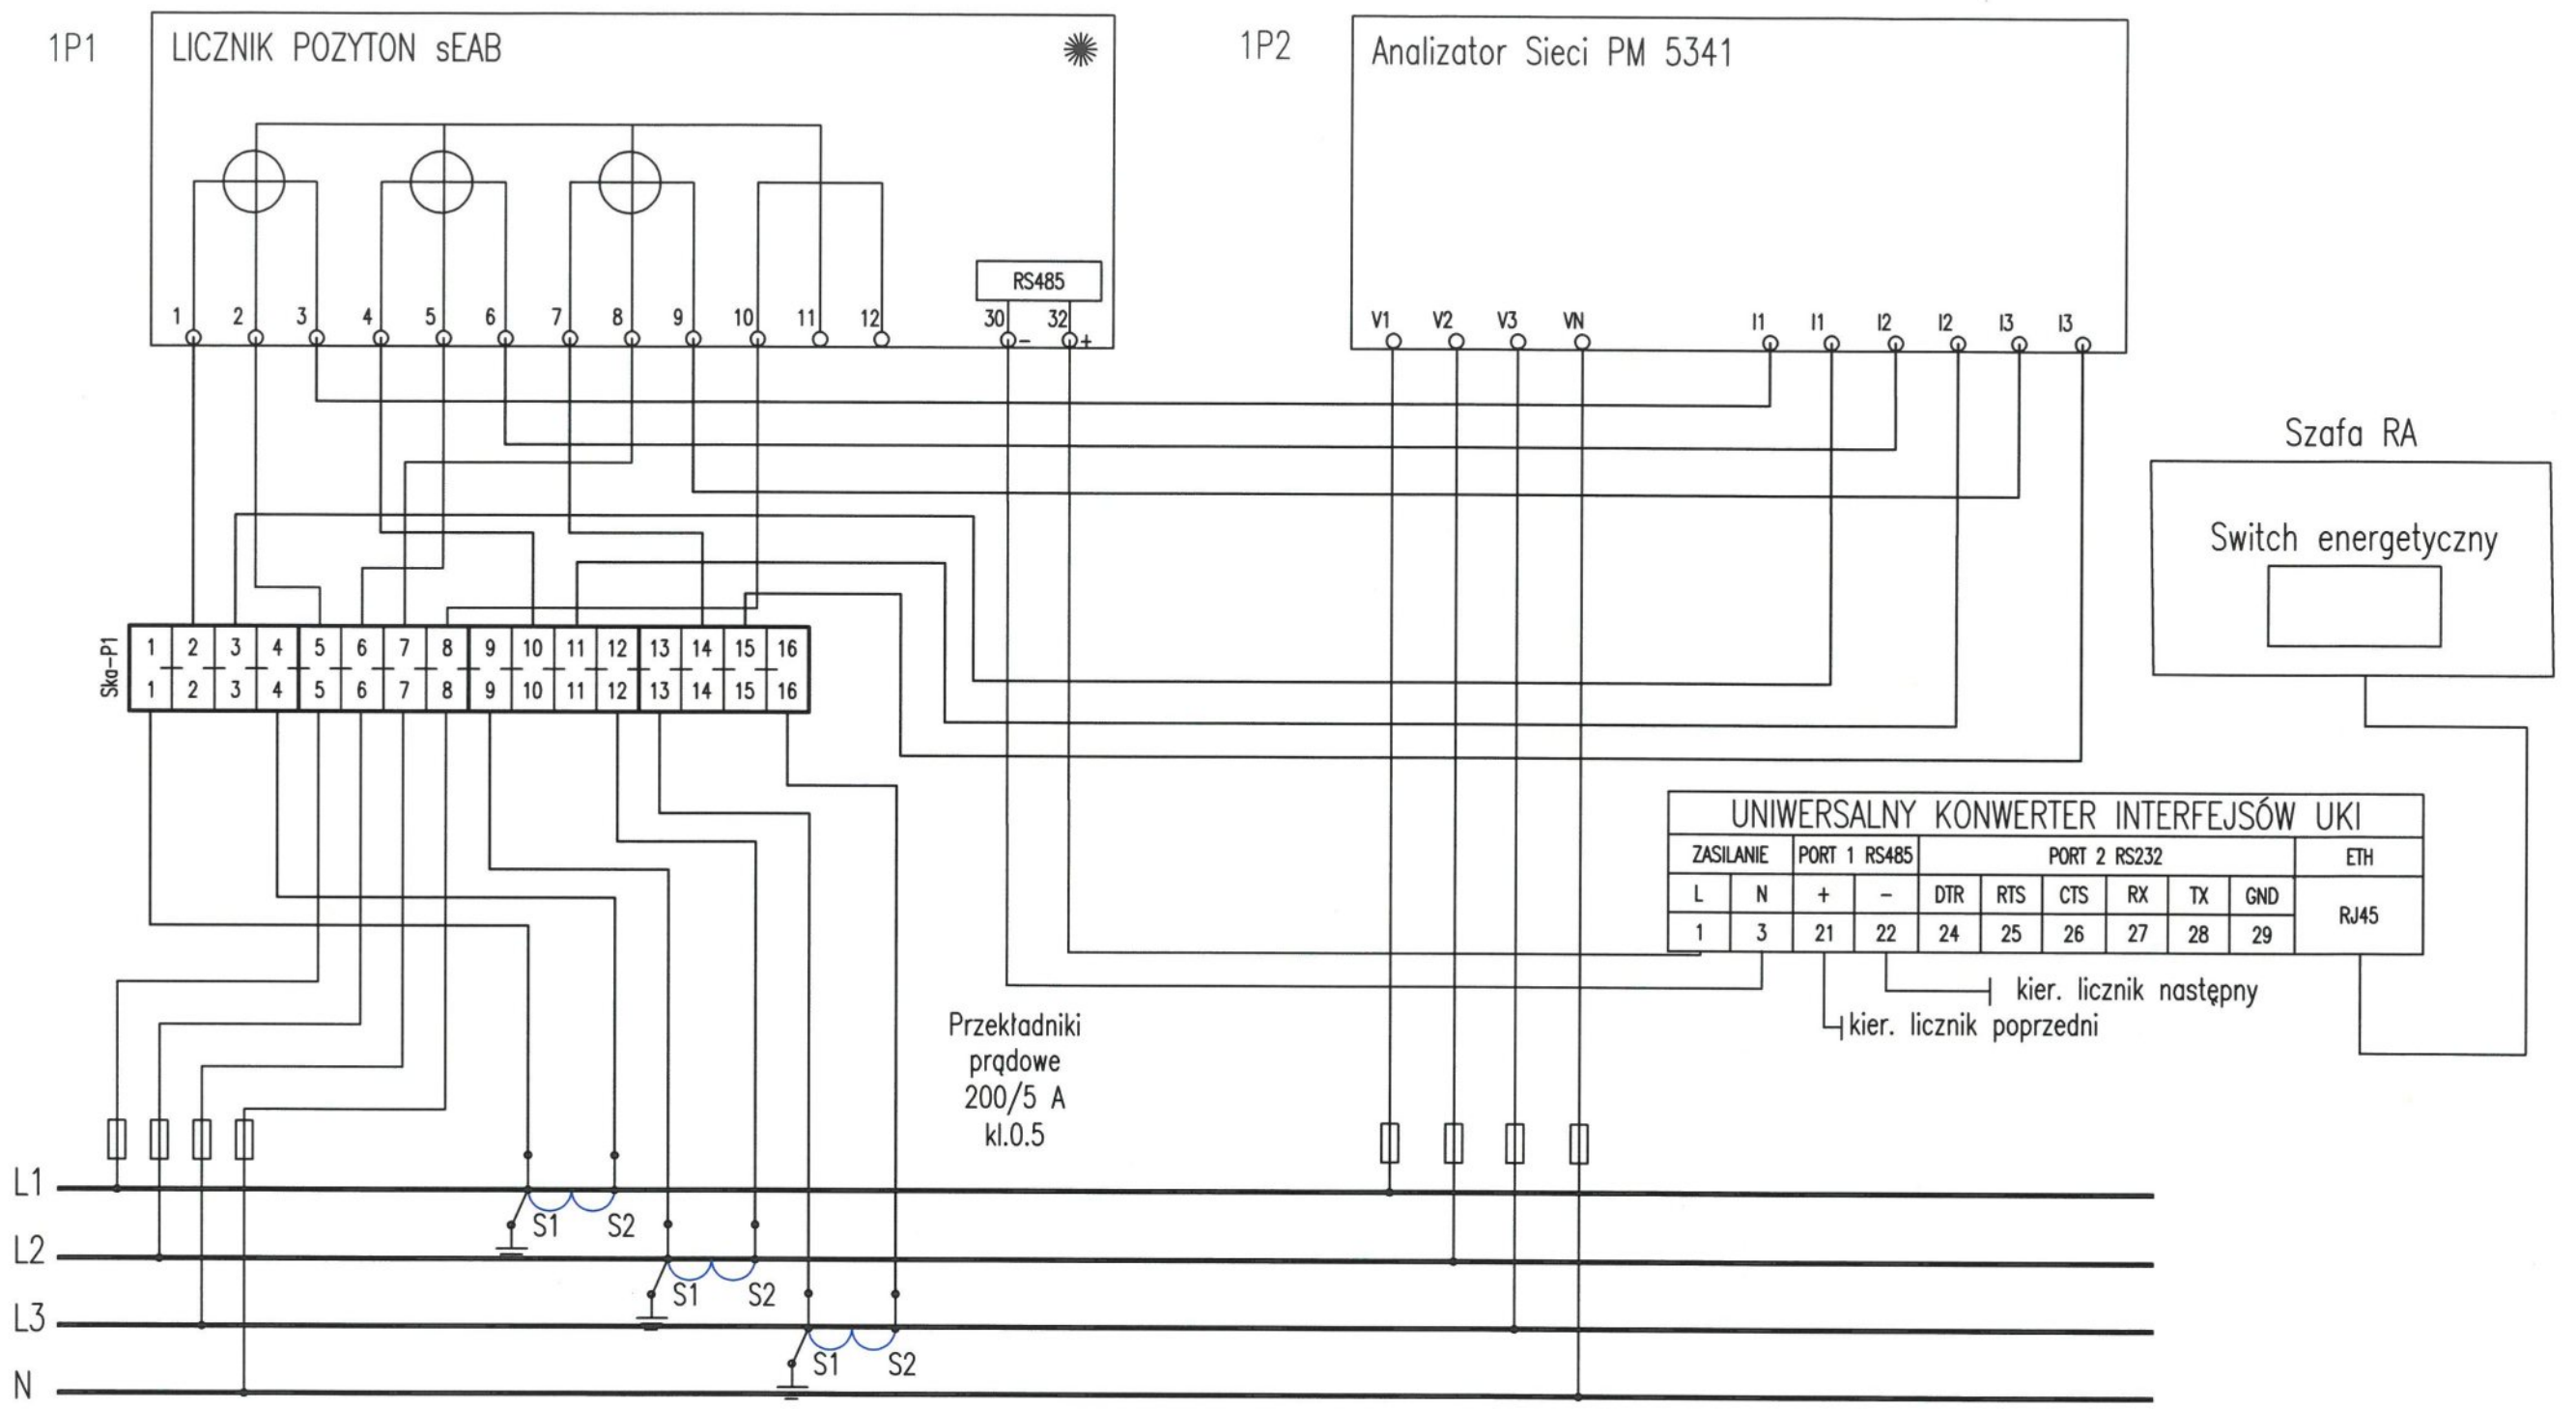 1P1
LICZNIK POZYTON sEAB
1P2
Analizator Sieci PM 5341
RS485
1 2 3 4 5 6 7 8 9 10 11 12 30 32
- +
V1 V2 V3 VN I1 I1 I2 I2 I3 I3
Szafa RA
Switch energetyczny
Ska-P1
1 2 3 4 5 6 7 8 9 10 11 12 13 14 15 16
1 2 3 4 5 6 7 8 9 10 11 12 13 14 15 16
UNIWERSALNY KONWERTER INTERFEJSÓW UKI
ZASILANIE PORT 1 RS485 PORT 2 RS232 ETH
L N + - DTR RTS CTS RX TX GND
RJ45
1 3 21 22 24 25 26 27 28 29
kier. licznik następny
kier. licznik poprzedni
Przekładniki
prądowe
200/5 A
kl.0.5
L1
S1 S2
L2
S1 S2
L3
S1 S2
N